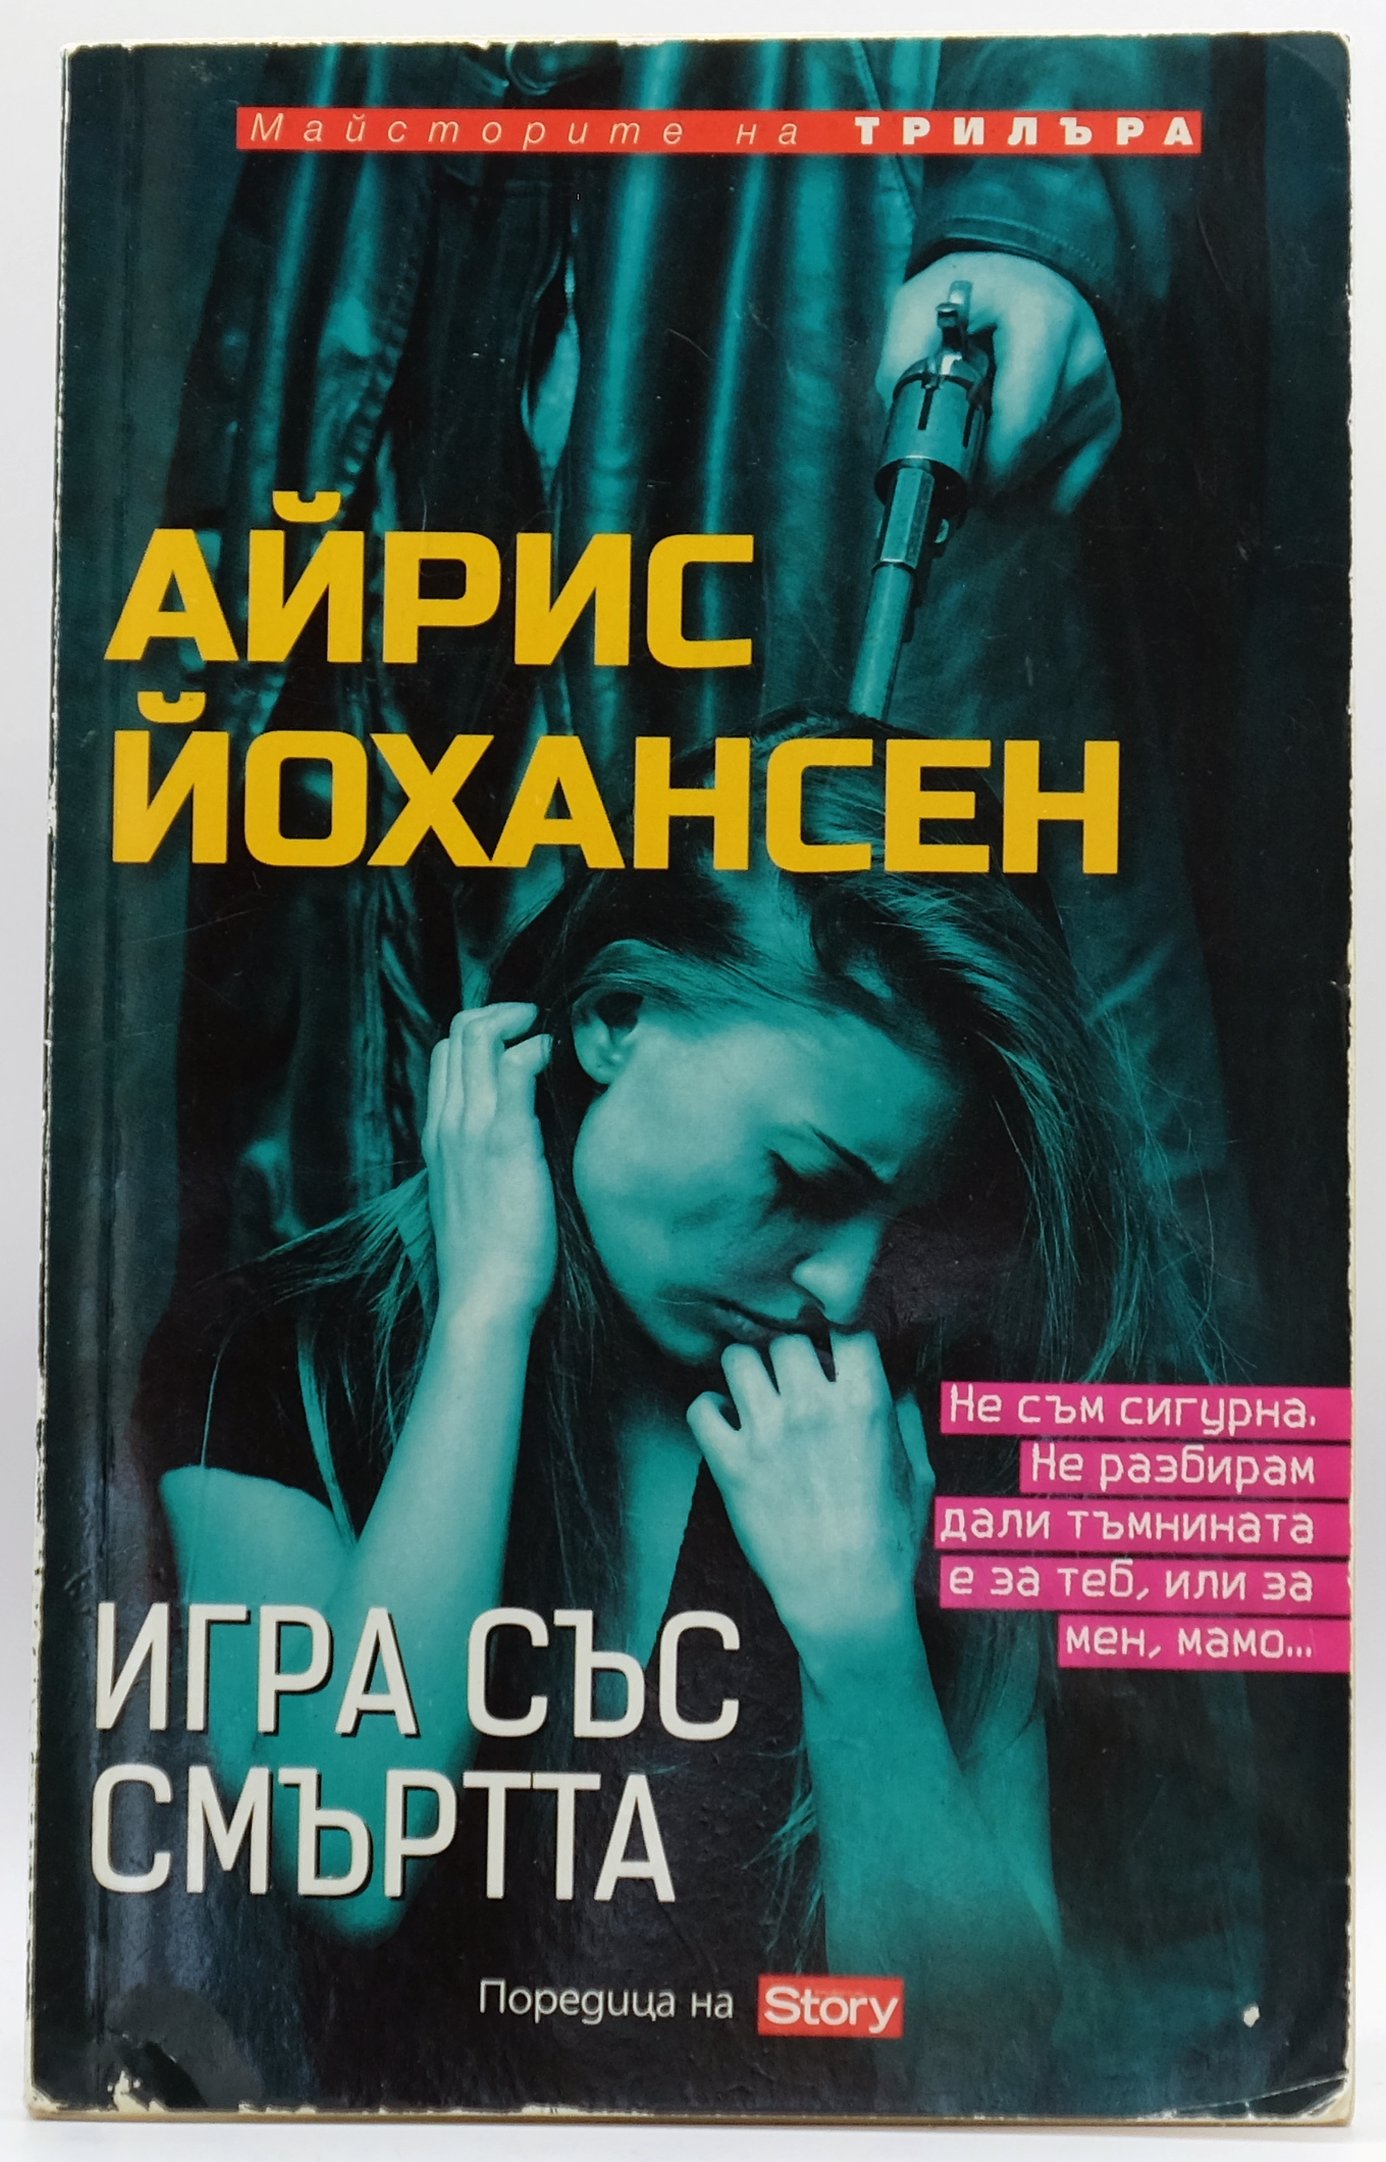 Майсторите на ТРИЛЪРА
АЙРИС
ЙОХАНСЕН
Не съм сигурна.
Не разбирам
дали тъмнината
е за теб, или за
мен, мамо...
ИГРА СЪС
СМЪРТТА
Поредица на Story